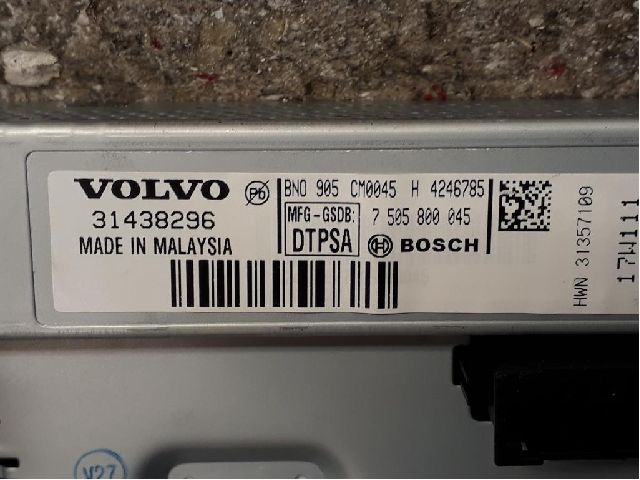 VOLVO
31438296
MADE IN MALAYSIA
Pb
BNO 905 CM0045 H 4246785
MFG-GSDB:
DTPSA
7 505 800 045
BOSCH
HWN 31357109
17W111
V27